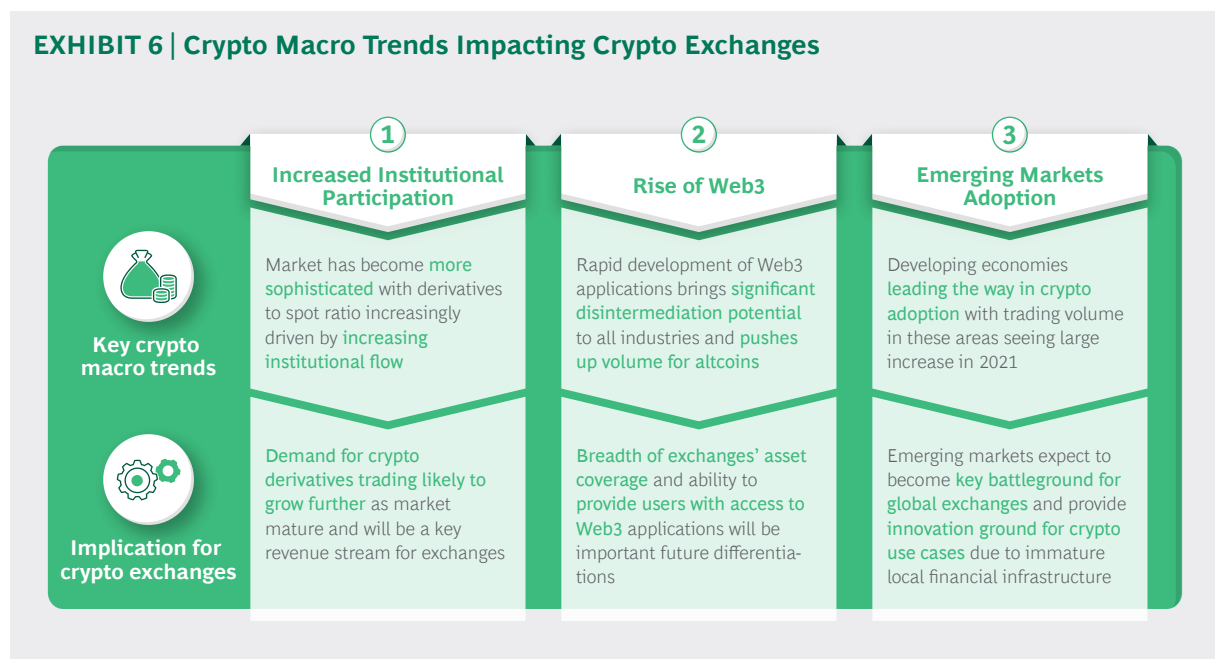 EXHIBIT 6 | Crypto Macro Trends Impacting Crypto Exchanges
1
Increased Institutional
Participation
2
Rise of Web3
3
Emerging Markets
Adoption
Key crypto
macro trends
Market has become more
sophisticated with derivatives
to spot ratio increasingly
driven by increasing
institutional flow
Rapid development of Web3
applications brings significant
disintermediation potential
to all industries and pushes
up volume for altcoins
Developing economies
leading the way in crypto
adoption with trading volume
in these areas seeing large
increase in 2021
Implication for
crypto exchanges
Demand for crypto
derivatives trading likely to
grow further as market
mature and will be a key
revenue stream for exchanges
Breadth of exchanges’ asset
coverage and ability to
provide users with access to
Web3 applications will be
important future differentia-
tions
Emerging markets expect to
become key battleground for
global exchanges and provide
innovation ground for crypto
use cases due to immature
local financial infrastructure